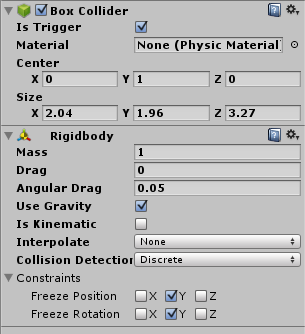 Box Collider
Is Trigger
Material None (Physic Material
Center
X 0 Y 1 Z 0
Size
X 2.04 Y 1.96 Z 3.27
Rigidbody
Mass 1
Drag 0
Angular Drag 0.05
Use Gravity
Is Kinematic
Interpolate None
Collision Detection Discrete
Constraints
Freeze Position X Y Z
Freeze Rotation X Y Z